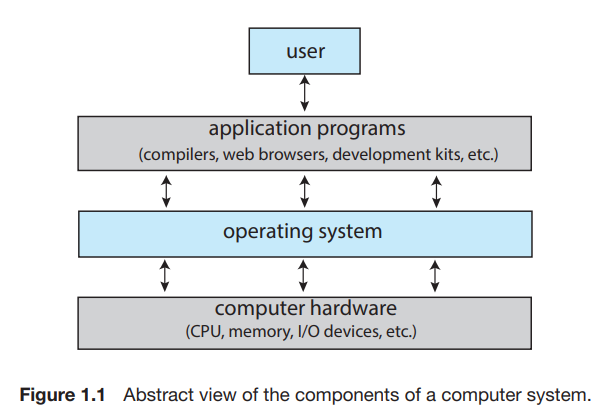 user
application programs
(compilers, web browsers, development kits, etc.)
operating system
computer hardware
(CPU, memory, I/O devices, etc.)
Figure 1.1 Abstract view of the components of a computer system.